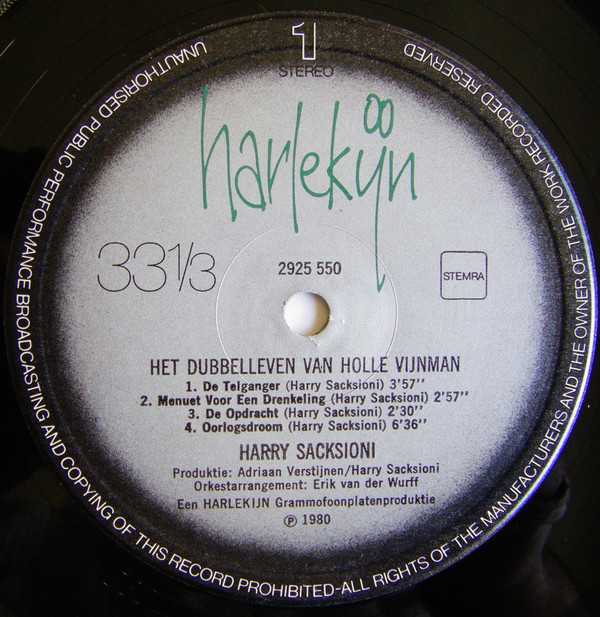 1
STEREO
harlekijn
33 1/3
2925 550
STEMRA
HET DUBBELLEVEN VAN HOLLE VIJNMAN
1. De Telganger (Harry Sacksioni) 3'57''
2. Menuet Voor Een Drenkeling (Harry Sacksioni) 2'57''
3. De Opdracht (Harry Sacksioni) 2'30''
4. Oorlogsdroom (Harry Sacksioni) 6'36''
HARRY SACKSIONI
Produktie: Adriaan Verstijnen/Harry Sacksioni
Orkestarrangement: Erik van der Wurff
Een HARLEKIJN Grammofoonplatenproduktie
℗ 1980
UNAUTHORISED PUBLIC PERFORMANCE BROADCASTING AND COPYING OF THIS RECORD PROHIBITED-ALL RIGHTS OF THE MANUFACTURERS AND THE OWNER OF THE WORK RECORDED RESERVED